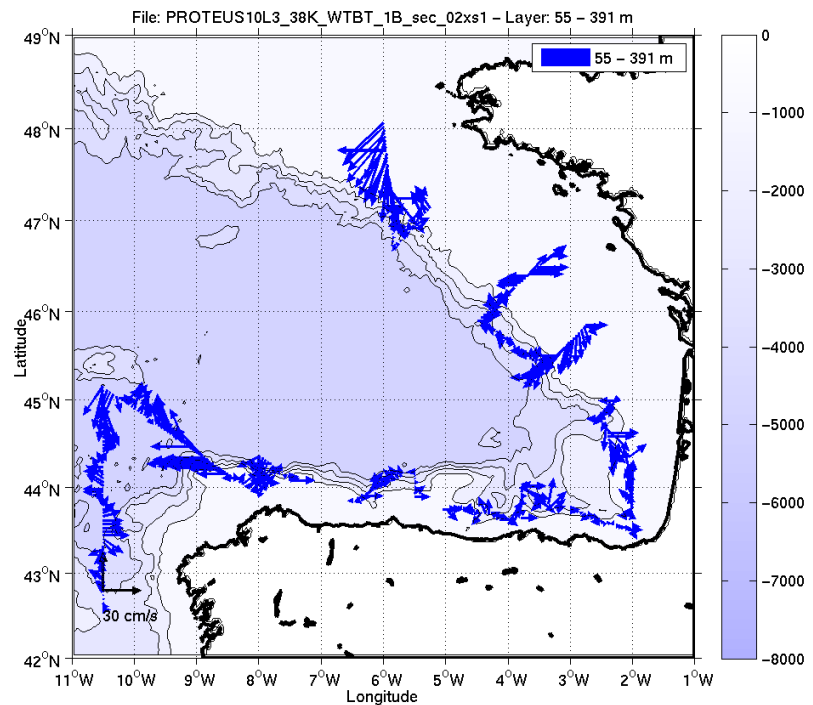 File: PROTEUS10L3_38K_WTBT_1B_sec_02xs1 – Layer: 55 – 391 m
49°N
48°N
47°N
46°N
45°N
44°N
43°N
42°N
Latitude
55 – 391 m
30 cm/s
11°W 10°W 9°W 8°W 7°W 6°W 5°W 4°W 3°W 2°W 1°W
Longitude
0
−1000
−2000
−3000
−4000
−5000
−6000
−7000
−8000